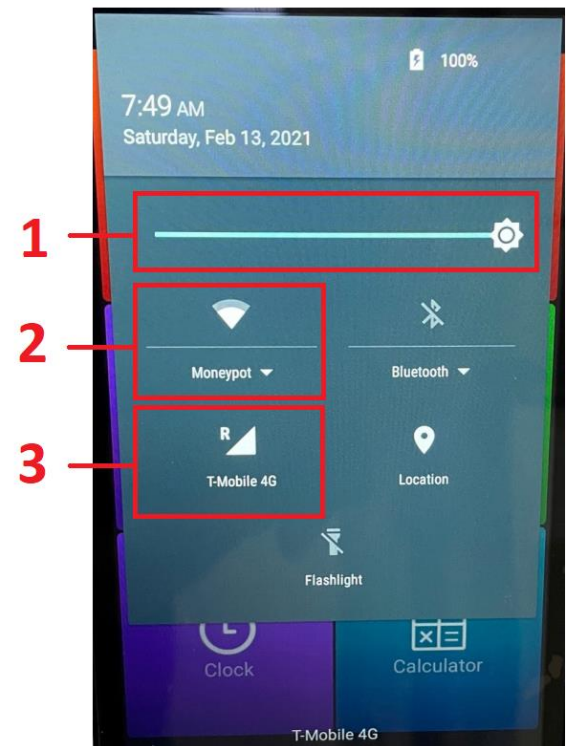 100%
7:49 AM
Saturday, Feb 13, 2021
1
2
Moneypot
Bluetooth
3
R
T-Mobile 4G
Location
Flashlight
Clock
Calculator
T-Mobile 4G